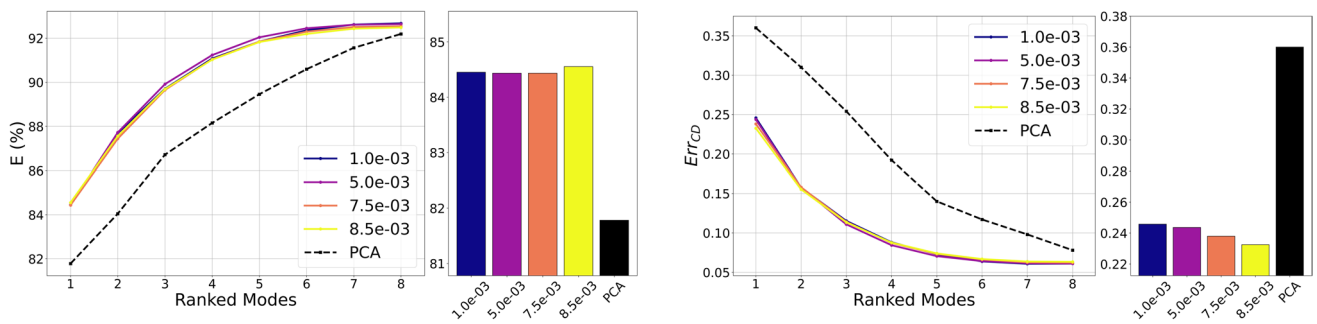 E (%)
92
90
88
86
84
82
1.0e-03
5.0e-03
7.5e-03
8.5e-03
PCA
1 2 3 4 5 6 7 8
Ranked Modes
85
84
83
82
81
1.0e-03 5.0e-03 7.5e-03 8.5e-03 PCA
Err_CD
0.35
0.30
0.25
0.20
0.15
0.10
0.05
1.0e-03
5.0e-03
7.5e-03
8.5e-03
PCA
1 2 3 4 5 6 7 8
Ranked Modes
0.38
0.36
0.34
0.32
0.30
0.28
0.26
0.24
0.22
1.0e-03 5.0e-03 7.5e-03 8.5e-03 PCA